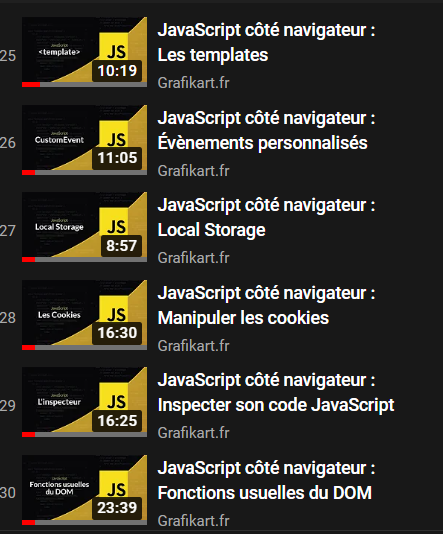 25
<template>
JS
10:19
JavaScript côté navigateur :
Les templates
Grafikart.fr
26
JavaScript
CustomEvent
JS
11:05
JavaScript côté navigateur :
Évènements personnalisés
Grafikart.fr
27
JavaScript
Local Storage
JS
8:57
JavaScript côté navigateur :
Local Storage
Grafikart.fr
28
JavaScript
Les Cookies
JS
16:30
JavaScript côté navigateur :
Manipuler les cookies
Grafikart.fr
29
JavaScript
L'inspecteur
JS
16:25
JavaScript côté navigateur :
Inspecter son code JavaScript
Grafikart.fr
30
JavaScript
Fonctions usuelles
du DOM
JS
23:39
JavaScript côté navigateur :
Fonctions usuelles du DOM
Grafikart.fr